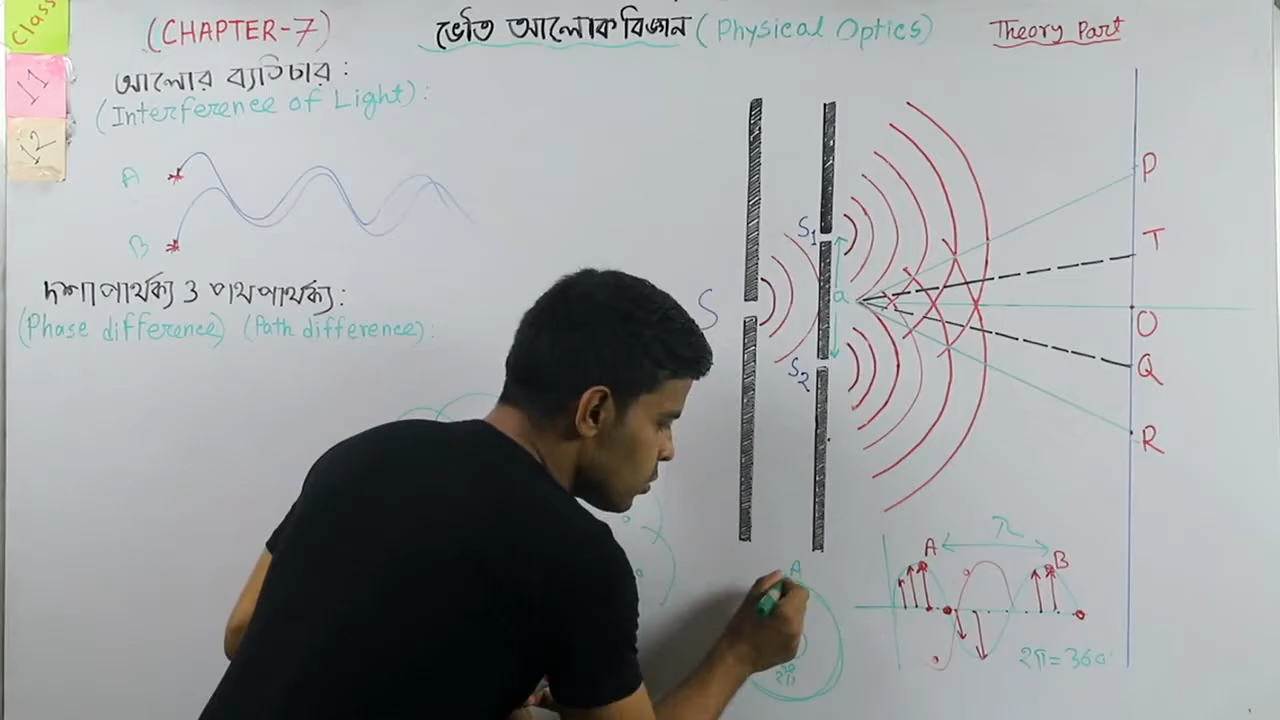 Class
11
12
(CHAPTER-7)
ভৌত আলোকবিজ্ঞান (Physical Optics)
Theory Part
আলোর ব্যতিচার :
(Interference of Light) :
A
B
দশা পার্থক্য ও পথপার্থক্য :
(Phase difference) (Path difference) :
S
S1
a
S2
P
T
O
Q
R
A
A
B
2π=360°